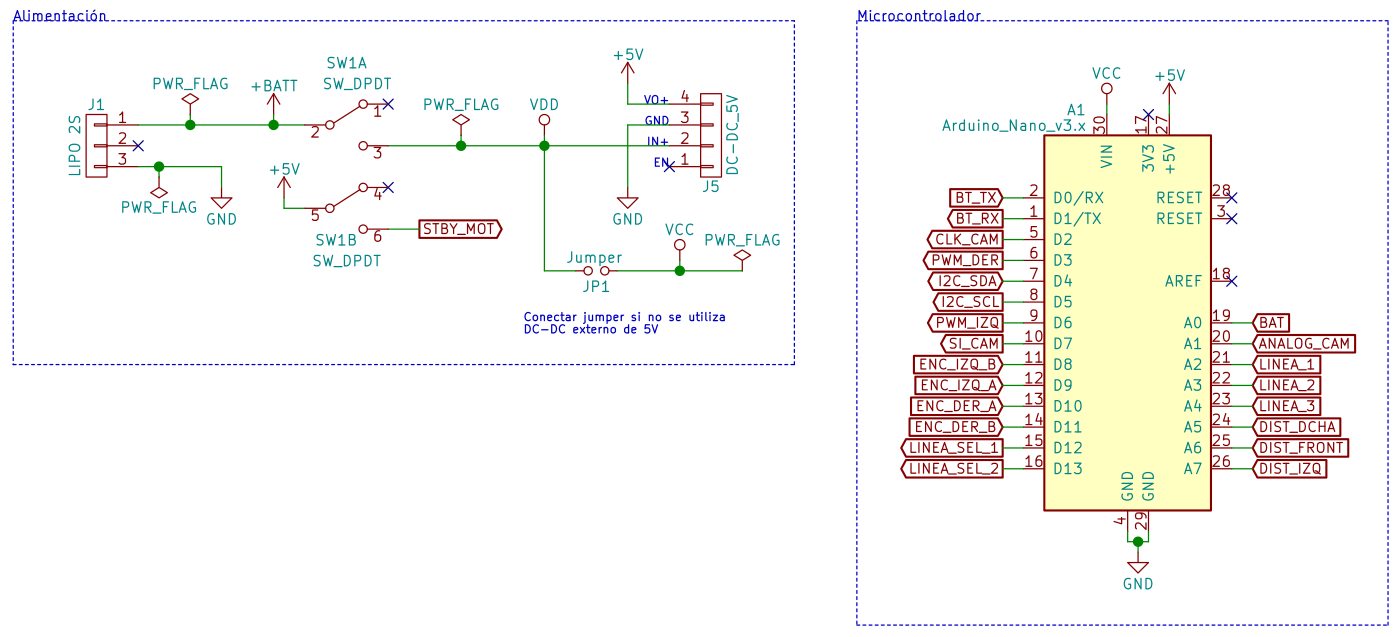 Alimentación
J1
LIPO 2S
1
2
3
PWR_FLAG
+BATT
PWR_FLAG
GND
SW1A
SW_DPDT
2
1
3
+5V
5
4
6
SW1B
SW_DPDT
STBY_MOT
PWR_FLAG
VDD
+5V
VO+
GND
IN+
EN
4
3
2
1
DC-DC_5V
J5
GND
Jumper
JP1
VCC
PWR_FLAG
Conectar jumper si no se utiliza
DC-DC externo de 5V
Microcontrolador
VCC
+5V
A1
Arduino_Nano_v3.x
30
17
27
VIN
3V3
+5V
BT_TX 2 D0/RX
BT_RX 1 D1/TX
CLK_CAM 5 D2
PWM_DER 6 D3
I2C_SDA 7 D4
I2C_SCL 8 D5
PWM_IZQ 9 D6
SI_CAM 10 D7
ENC_IZQ_B 11 D8
ENC_IZQ_A 12 D9
ENC_DER_A 13 D10
ENC_DER_B 14 D11
LINEA_SEL_1 15 D12
LINEA_SEL_2 16 D13
RESET 28
RESET 3
AREF 18
A0 19 BAT
A1 20 ANALOG_CAM
A2 21 LINEA_1
A3 22 LINEA_2
A4 23 LINEA_3
A5 24 DIST_DCHA
A6 25 DIST_FRONT
A7 26 DIST_IZQ
GND
GND
4
29
GND